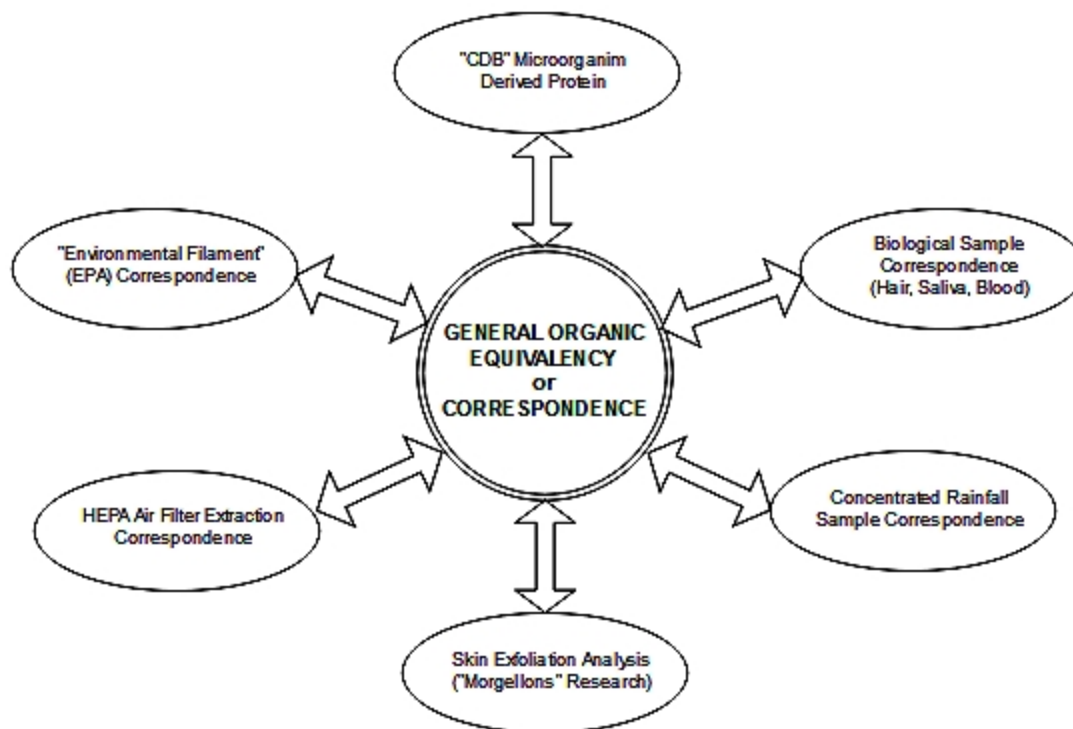 "CDB" Microorganim
Derived Protein
"Environmental Filament"
(EPA) Correspondence
Biological Sample
Correspondence
(Hair, Saliva, Blood)
GENERAL ORGANIC
EQUIVALENCY
or
CORRESPONDENCE
HEPA Air Filter Extraction
Correspondence
Concentrated Rainfall
Sample Correspondence
Skin Exfoliation Analysis
("Morgellons" Research)